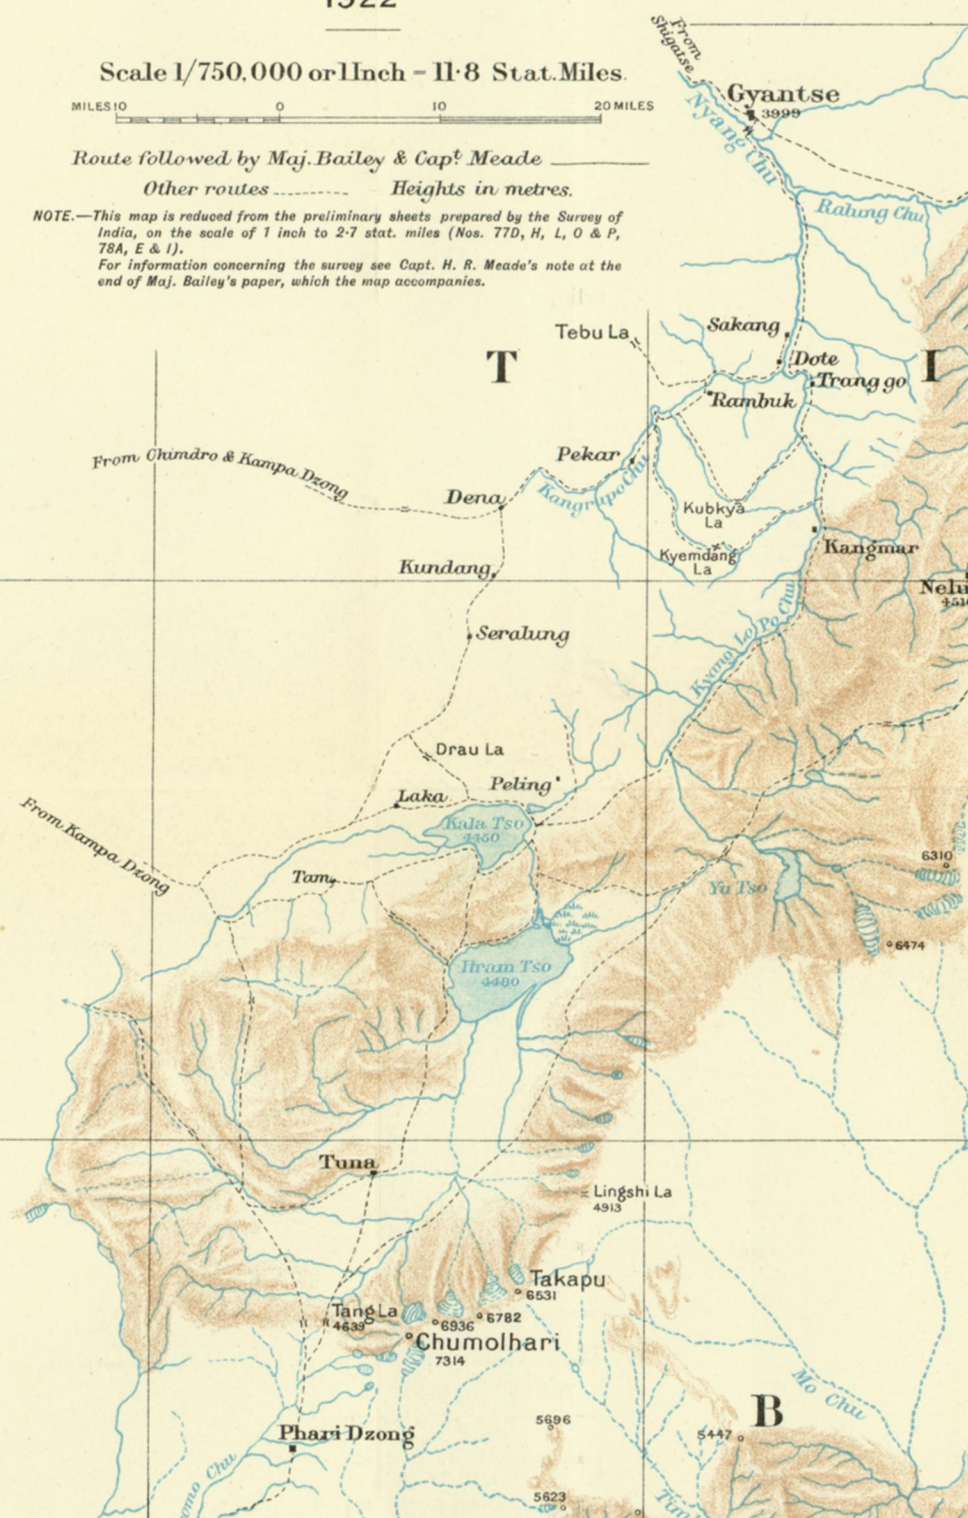 1922
Scale 1/750,000 or 1 Inch = 11·8 Stat. Miles.
MILES 10 0 10 20 MILES
Route followed by Maj. Bailey & Capt. Meade
Other routes Heights in metres.
NOTE.—This map is reduced from the preliminary sheets prepared by the Survey of
India, on the scale of 1 inch to 2·7 stat. miles (Nos. 77D, H, L, O & P,
78A, E & I).
For information concerning the survey see Capt. H. R. Meade's note at the
end of Maj. Bailey's paper, which the map accompanies.
From
Shigatse
Gyantse
3999
Nyang Chu
Ralung Chu
Tebu La
Sakang
T
Dote
I
Trang go
Rambuk
From Chimdro & Kampa Dzong
Pekar
Kangrupo Chu
Dena
Kubkya
La
Kyemdang
La
Kangmar
Kundang
Nelu
Seralung
Kyang Lo Po Chu
Drau La
Peling
Laka
From Kampa Dzong
Kala Tso
4450
Tam
6310
Yu Tso
6474
Hram Tso
4480
Tuna
Lingshi La
4913
Takapu
6531
Tang La
4639
6936
6782
Chumolhari
7314
Mo Chu
B
5696
5447
Phari Dzong
5623